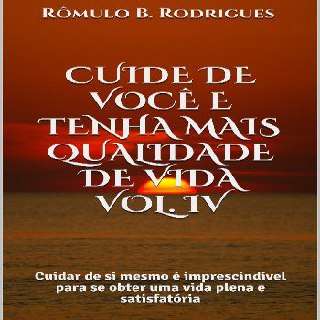 RÔMULO B. RODRIGUES
CUIDE DE
VOCÊ E
TENHA MAIS
QUALIDADE
DE VIDA
VOL. IV
Cuidar de si mesmo é imprescindível
para se obter uma vida plena e
satisfatória